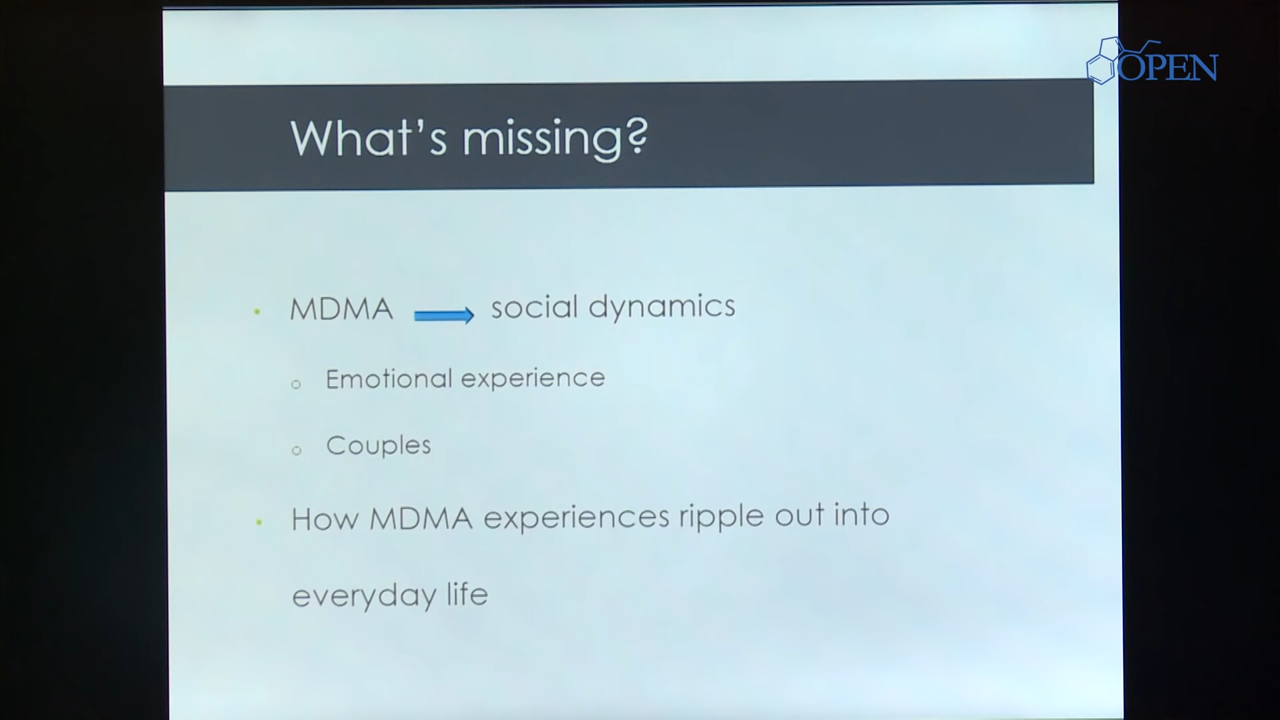 OPEN
What's missing?
MDMA social dynamics
Emotional experience
Couples
How MDMA experiences ripple out into
everyday life